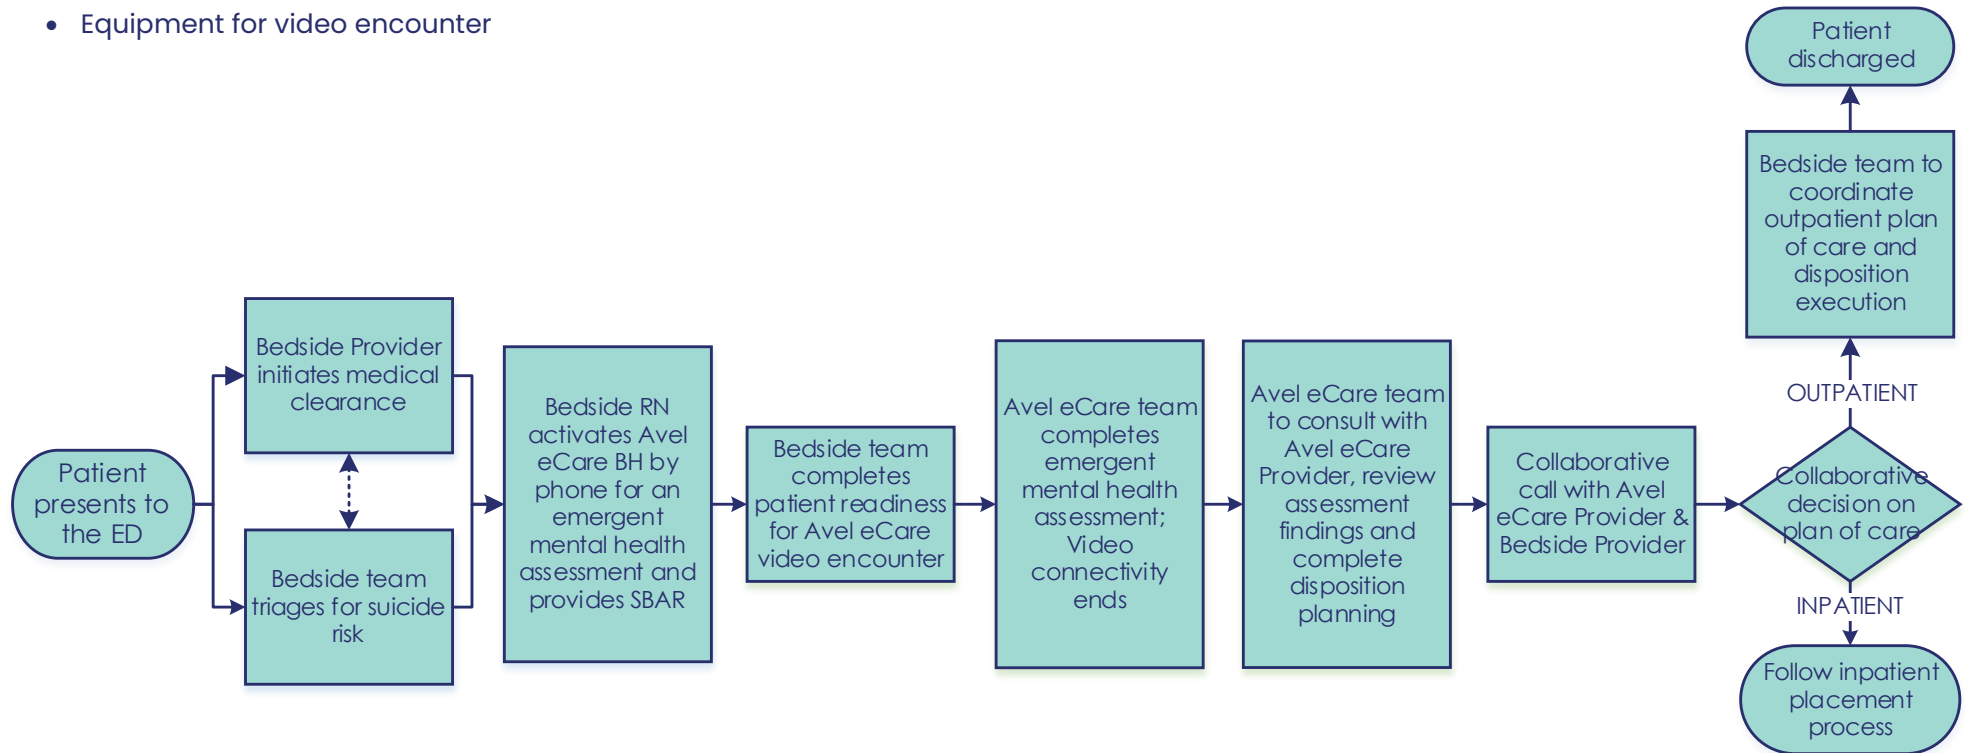 • Equipment for video encounter
Patient
presents to
the ED
Bedside Provider
initiates medical
clearance
Bedside team
triages for suicide
risk
Bedside RN
activates Avel
eCare BH by
phone for an
emergent
mental health
assessment and
provides SBAR
Bedside team
completes
patient readiness
for Avel eCare
video encounter
Avel eCare team
completes
emergent
mental health
assessment;
Video
connectivity
ends
Avel eCare team
to consult with
Avel eCare
Provider, review
assessment
findings and
complete
disposition
planning
Collaborative
call with Avel
eCare Provider &
Bedside Provider
Collaborative
decision on
plan of care
OUTPATIENT
Bedside team to
coordinate
outpatient plan
of care and
disposition
execution
Patient
discharged
INPATIENT
Follow inpatient
placement
process